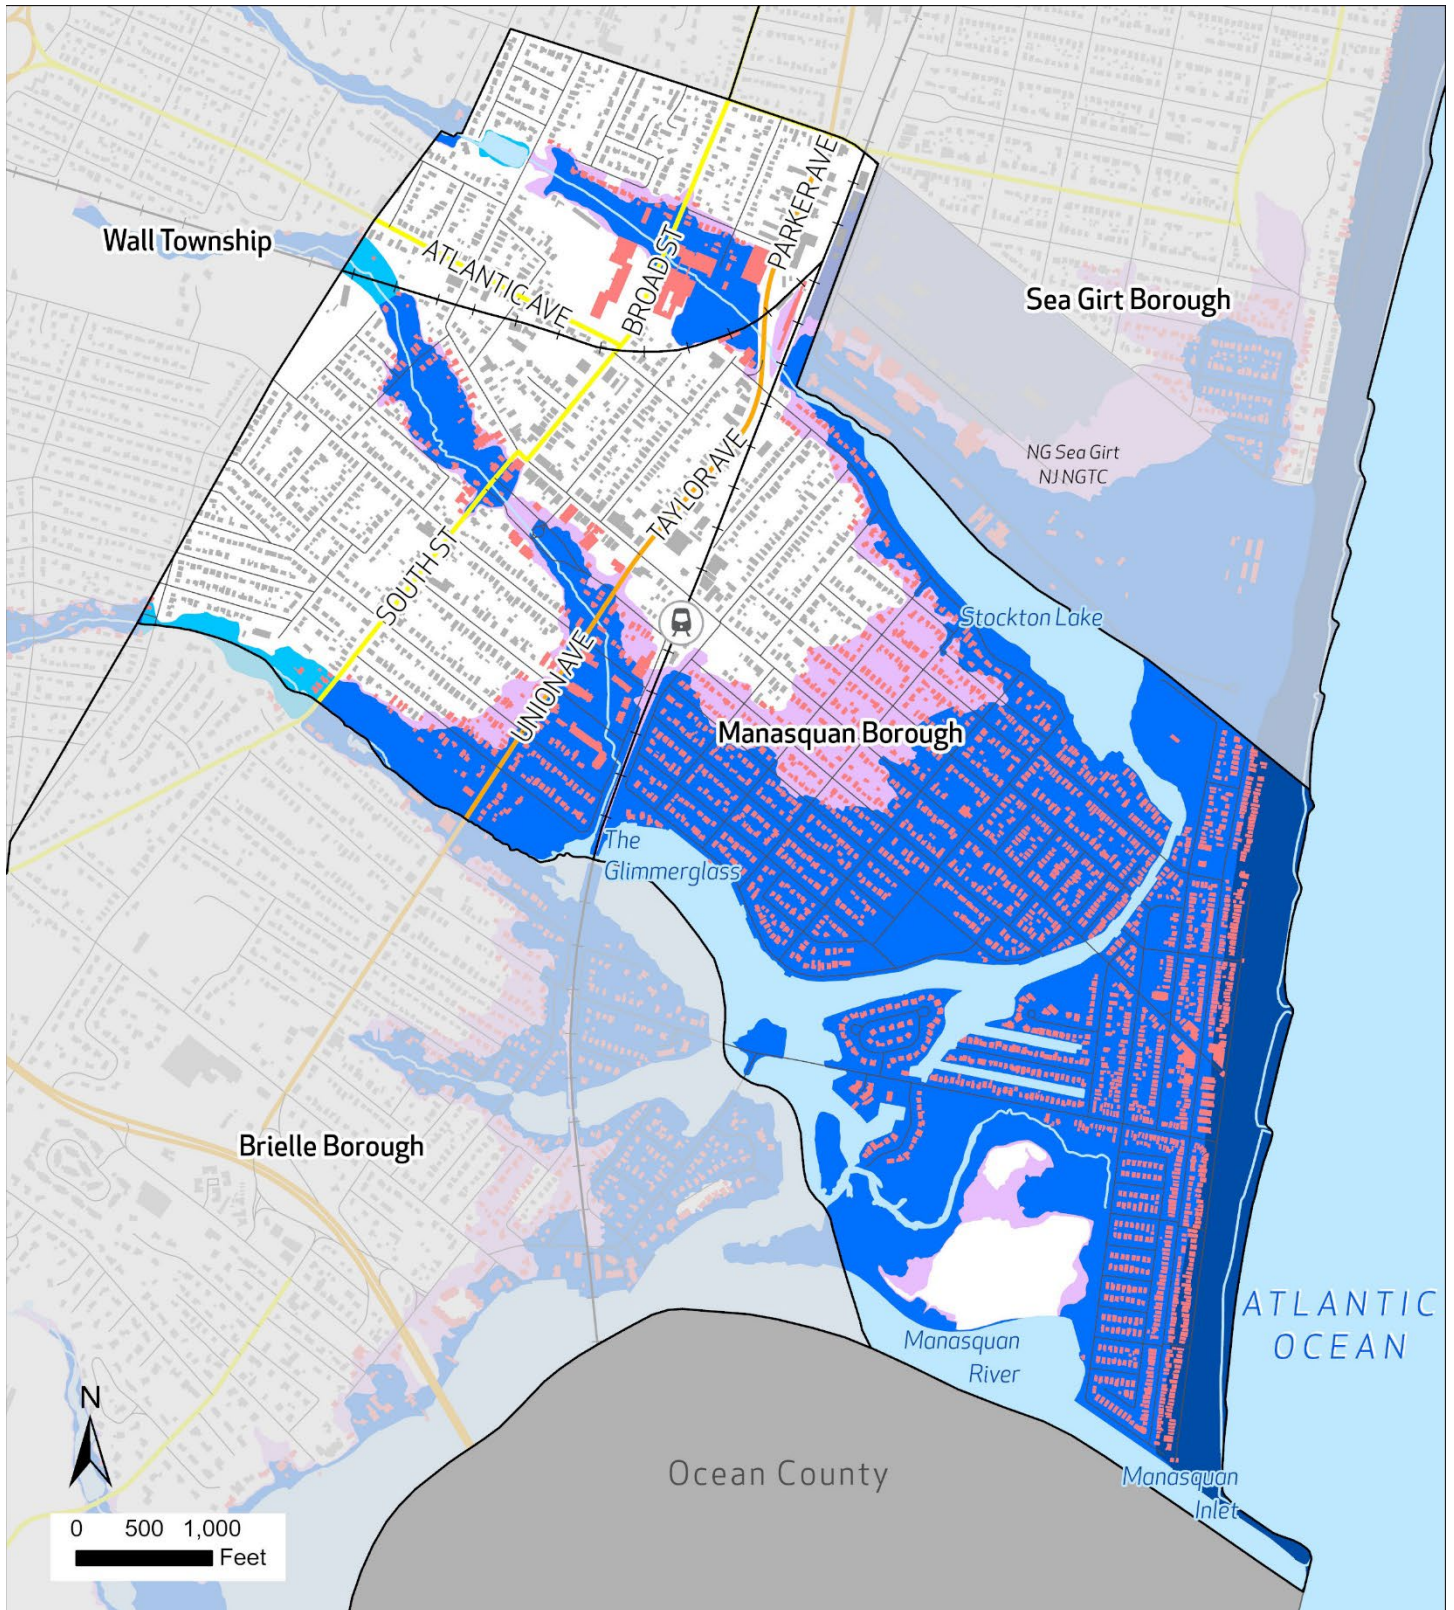 PARKER AVE
Wall Township
ATLANTIC AVE
BROAD ST
Sea Girt Borough
NG Sea Girt
NJ NGTC
TAYLOR AVE
SOUTH ST
Stockton Lake
UNION AVE
Manasquan Borough
The
Glimmerglass
Brielle Borough
ATLANTIC
OCEAN
Manasquan
River
N
Ocean County
Manasquan
Inlet
0 500 1,000
Feet